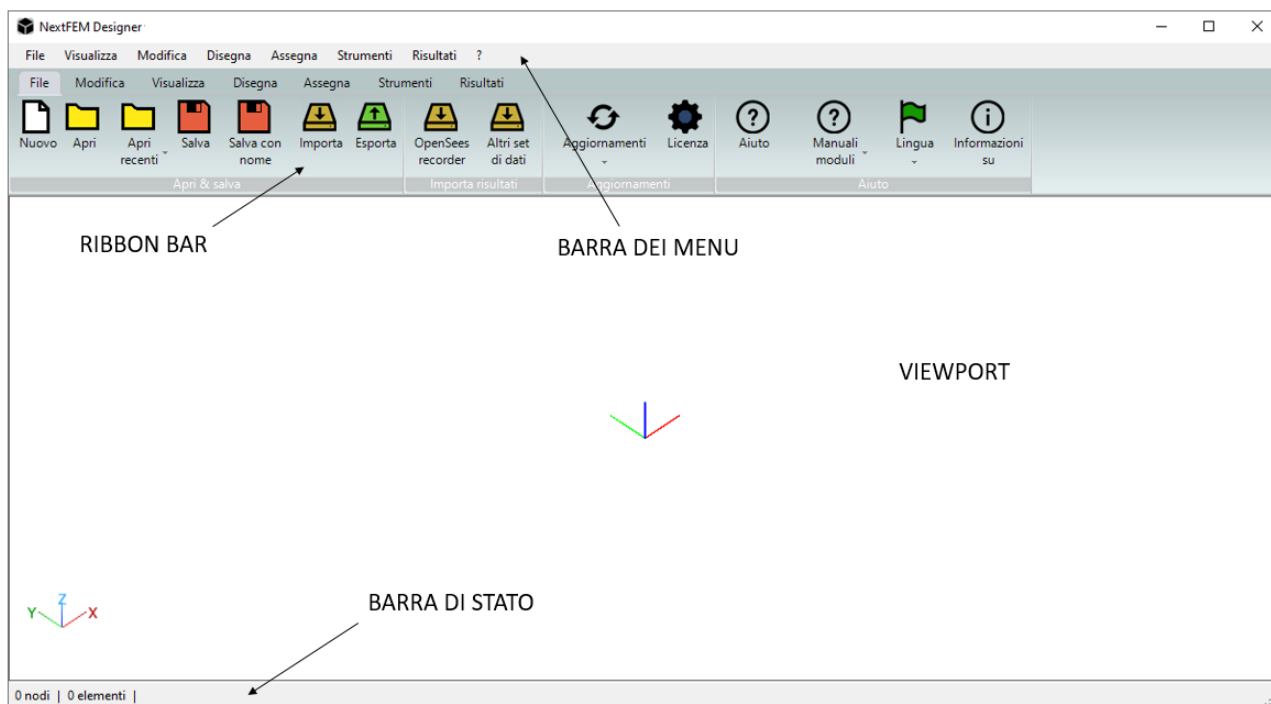 NextFEM Designer
File Visualizza Modifica Disegna Assegna Strumenti Risultati ?
File Modifica Visualizza Disegna Assegna Strumenti Risultati
Nuovo Apri Apri recenti Salva Salva con nome Importa Esporta OpenSees recorder Altri set di dati Aggiornamenti Licenza Aiuto Manuali moduli Lingua Informazioni su
Apri & salva Importa risultati Aggiornamenti Aiuto
RIBBON BAR BARRA DEI MENU
VIEWPORT
BARRA DI STATO
Z
Y X
0 nodi | 0 elementi |